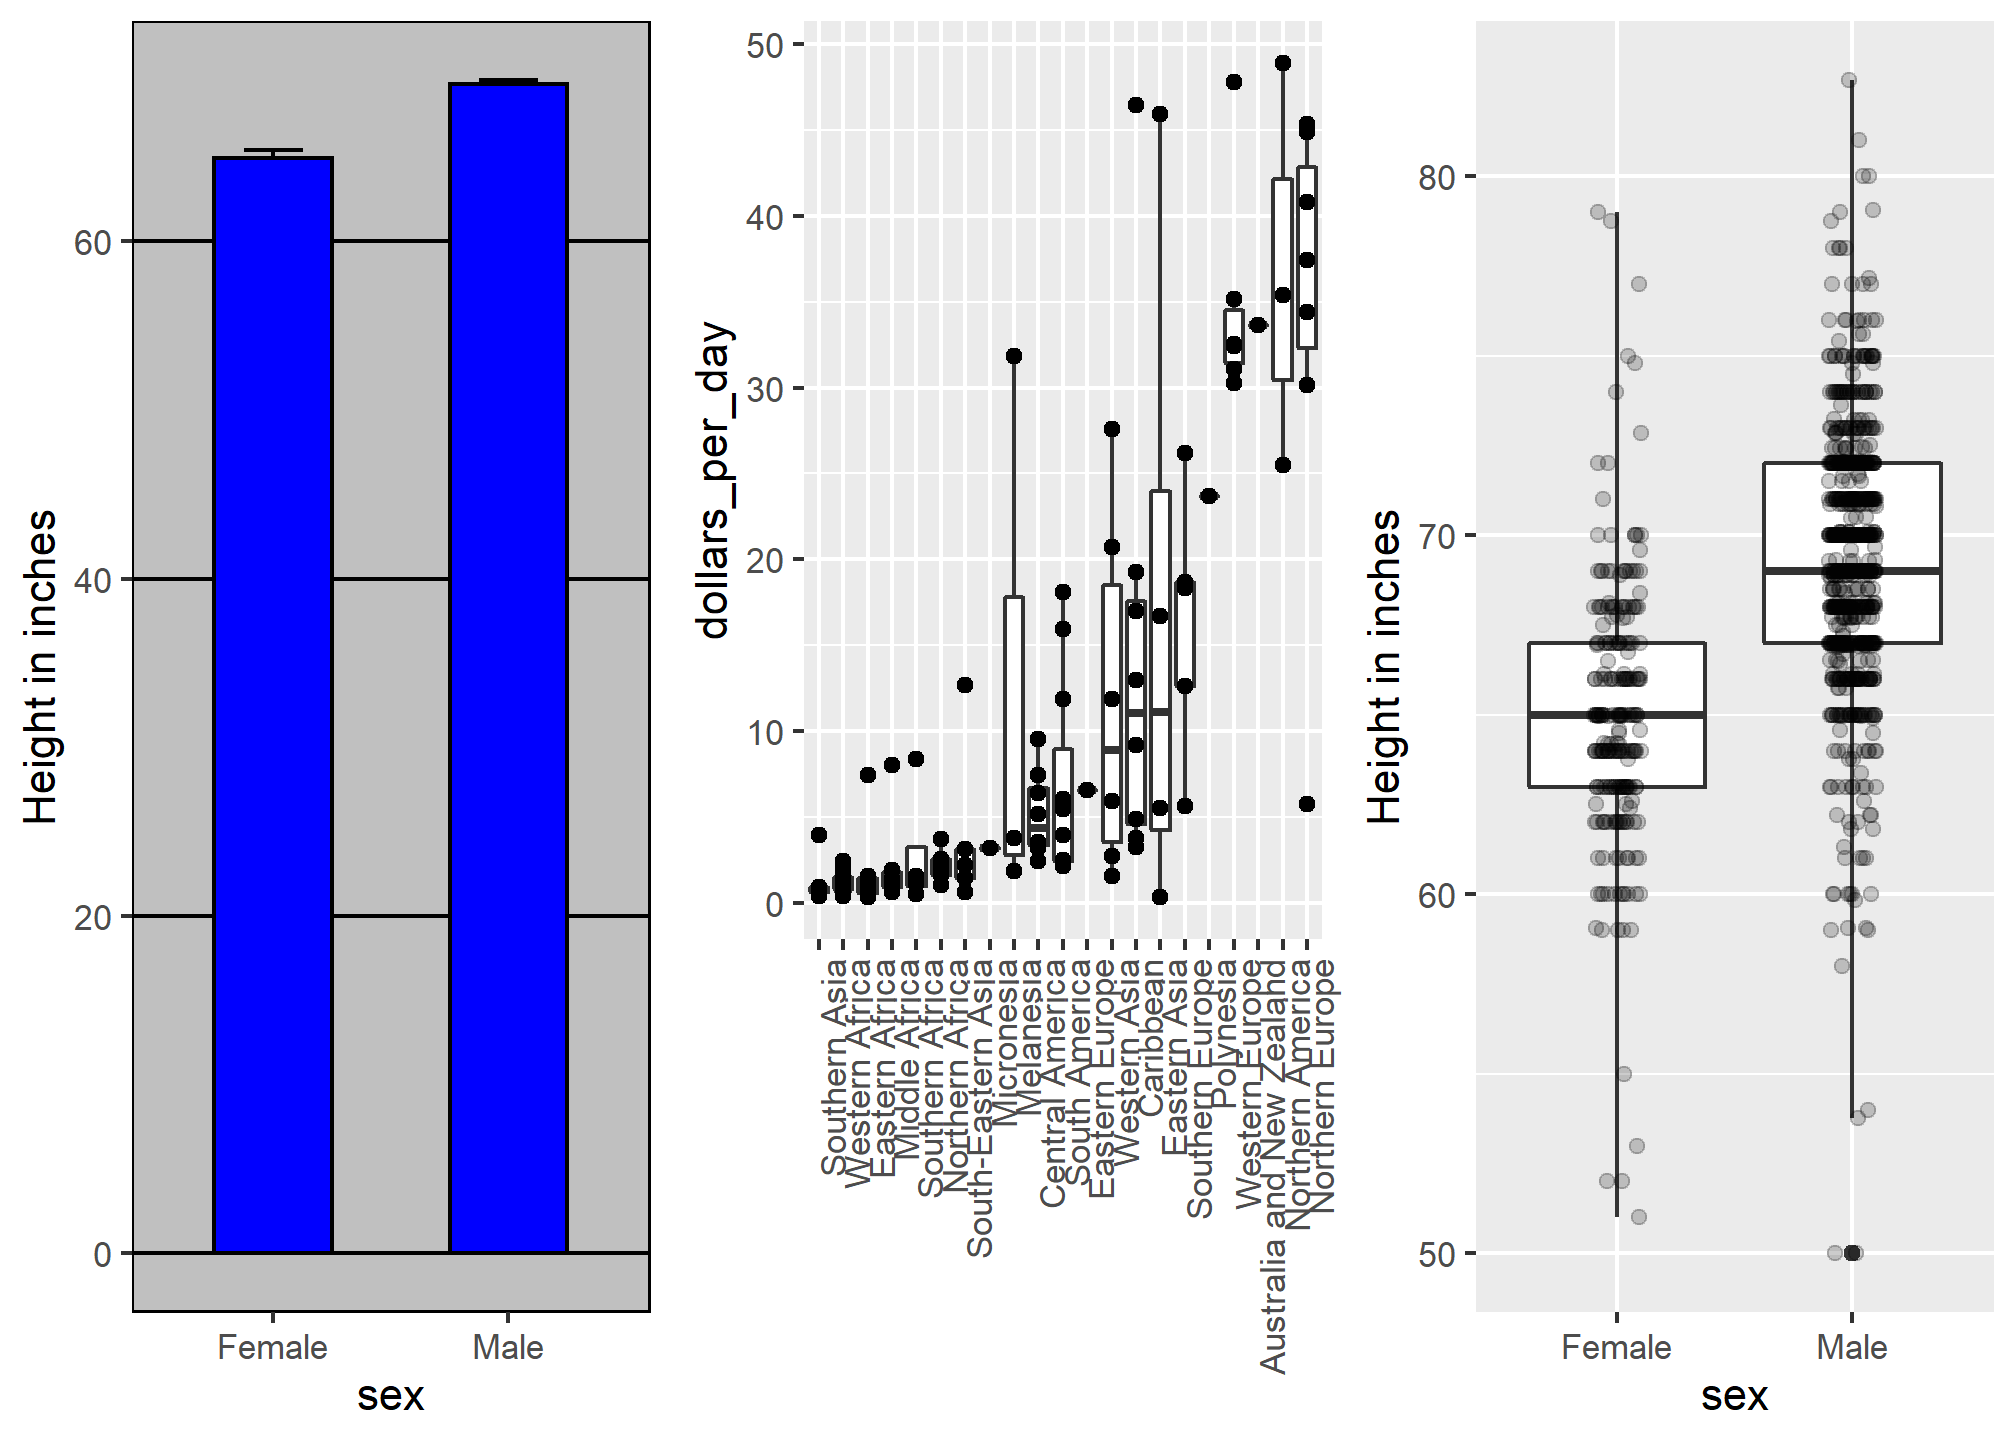 Height in inches
60
40
20
0
Female Male
sex
dollars_per_day
50
40
30
20
10
0
Southern Asia
Western Africa
Eastern Africa
Middle Africa
Southern Africa
Northern Africa
South-Eastern Asia
Micronesia
Melanesia
Central America
South America
Eastern Europe
Western Asia
Caribbean
Eastern Asia
Southern Europe
Polynesia
Western Europe
Australia and New Zealand
Northern America
Northern Europe
Height in inches
80
70
60
50
Female Male
sex